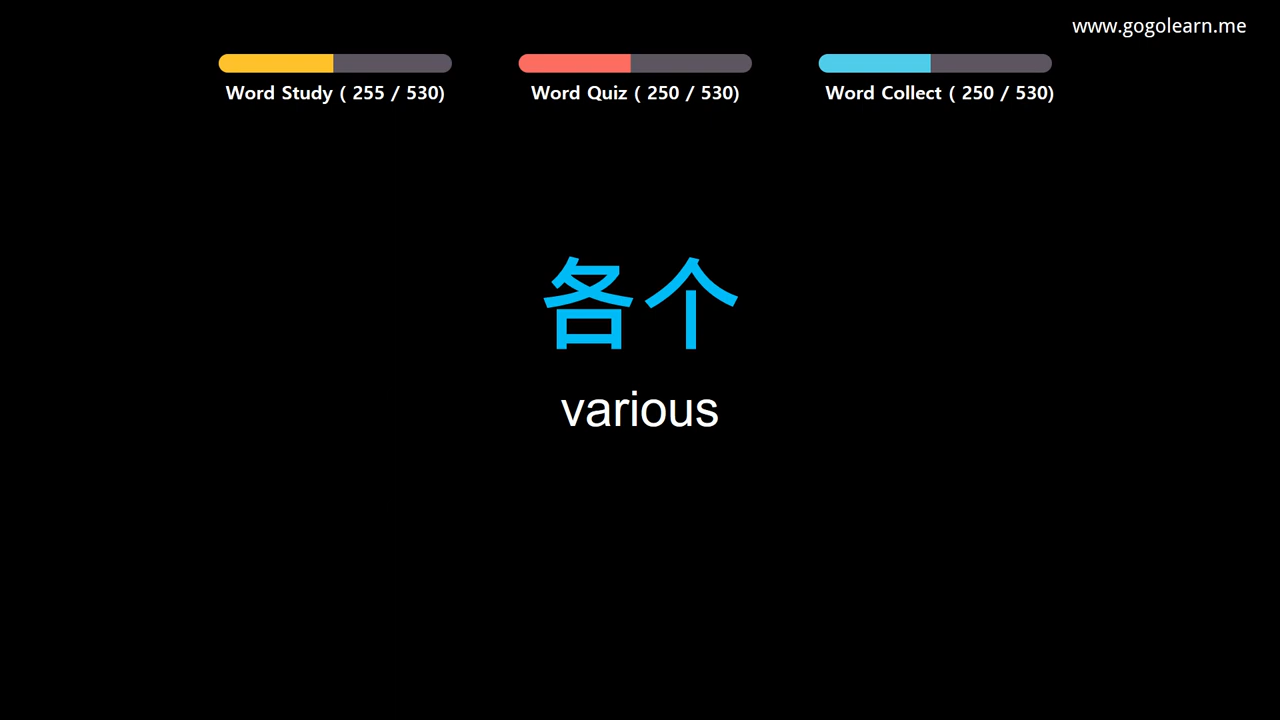 www.gogolearn.me
Word Study ( 255 / 530)
Word Quiz ( 250 / 530)
Word Collect ( 250 / 530)
各个
various